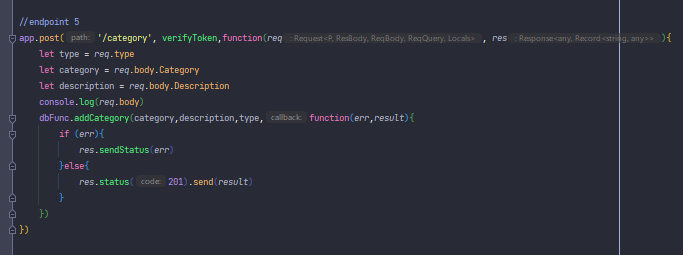 //endpoint 5
app.post( path: '/category', verifyToken,function(req : Request<P, ResBody, ReqBody, ReqQuery, Locals> , res : Response<any, Record<string, any>> ){
let type = req.type
let category = req.body.Category
let description = req.body.Description
console.log(req.body)
dbFunc.addCategory(category,description,type, callback: function(err,result){
if (err){
res.sendStatus(err)
}else{
res.status( code: 201).send(result)
}
})
})